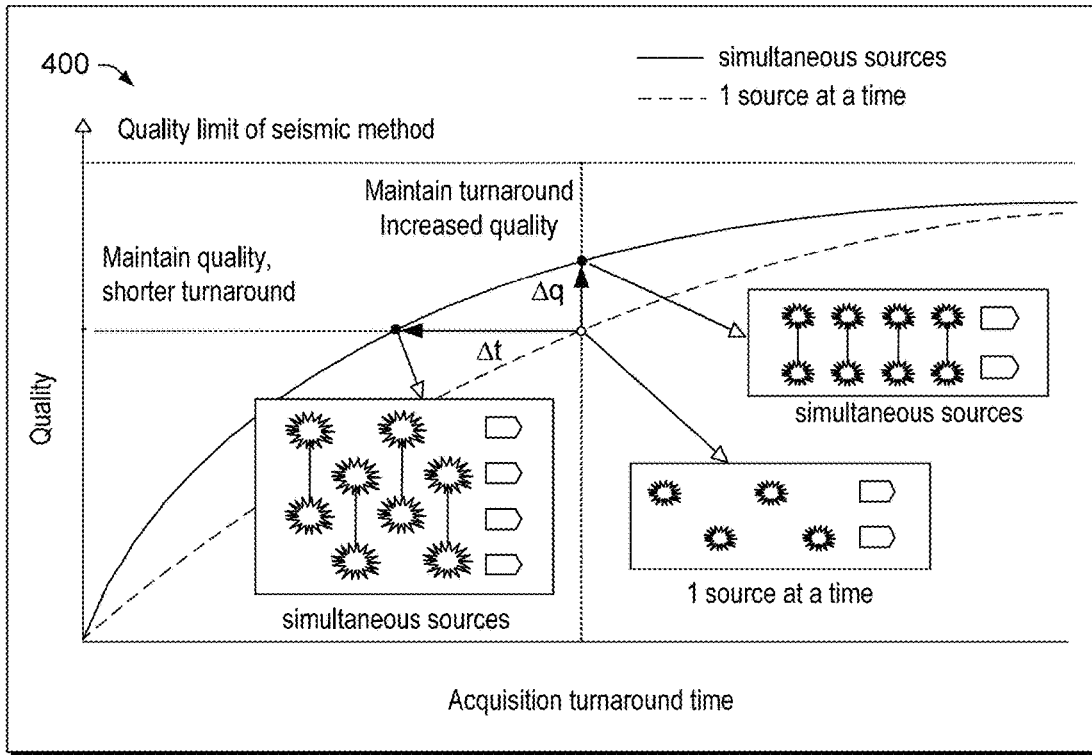 400
simultaneous sources
1 source at a time
Quality limit of seismic method
Maintain turnaround
Increased quality
Maintain quality,
shorter turnaround
Δq
Δt
Quality
simultaneous sources
simultaneous sources
1 source at a time
Acquisition turnaround time